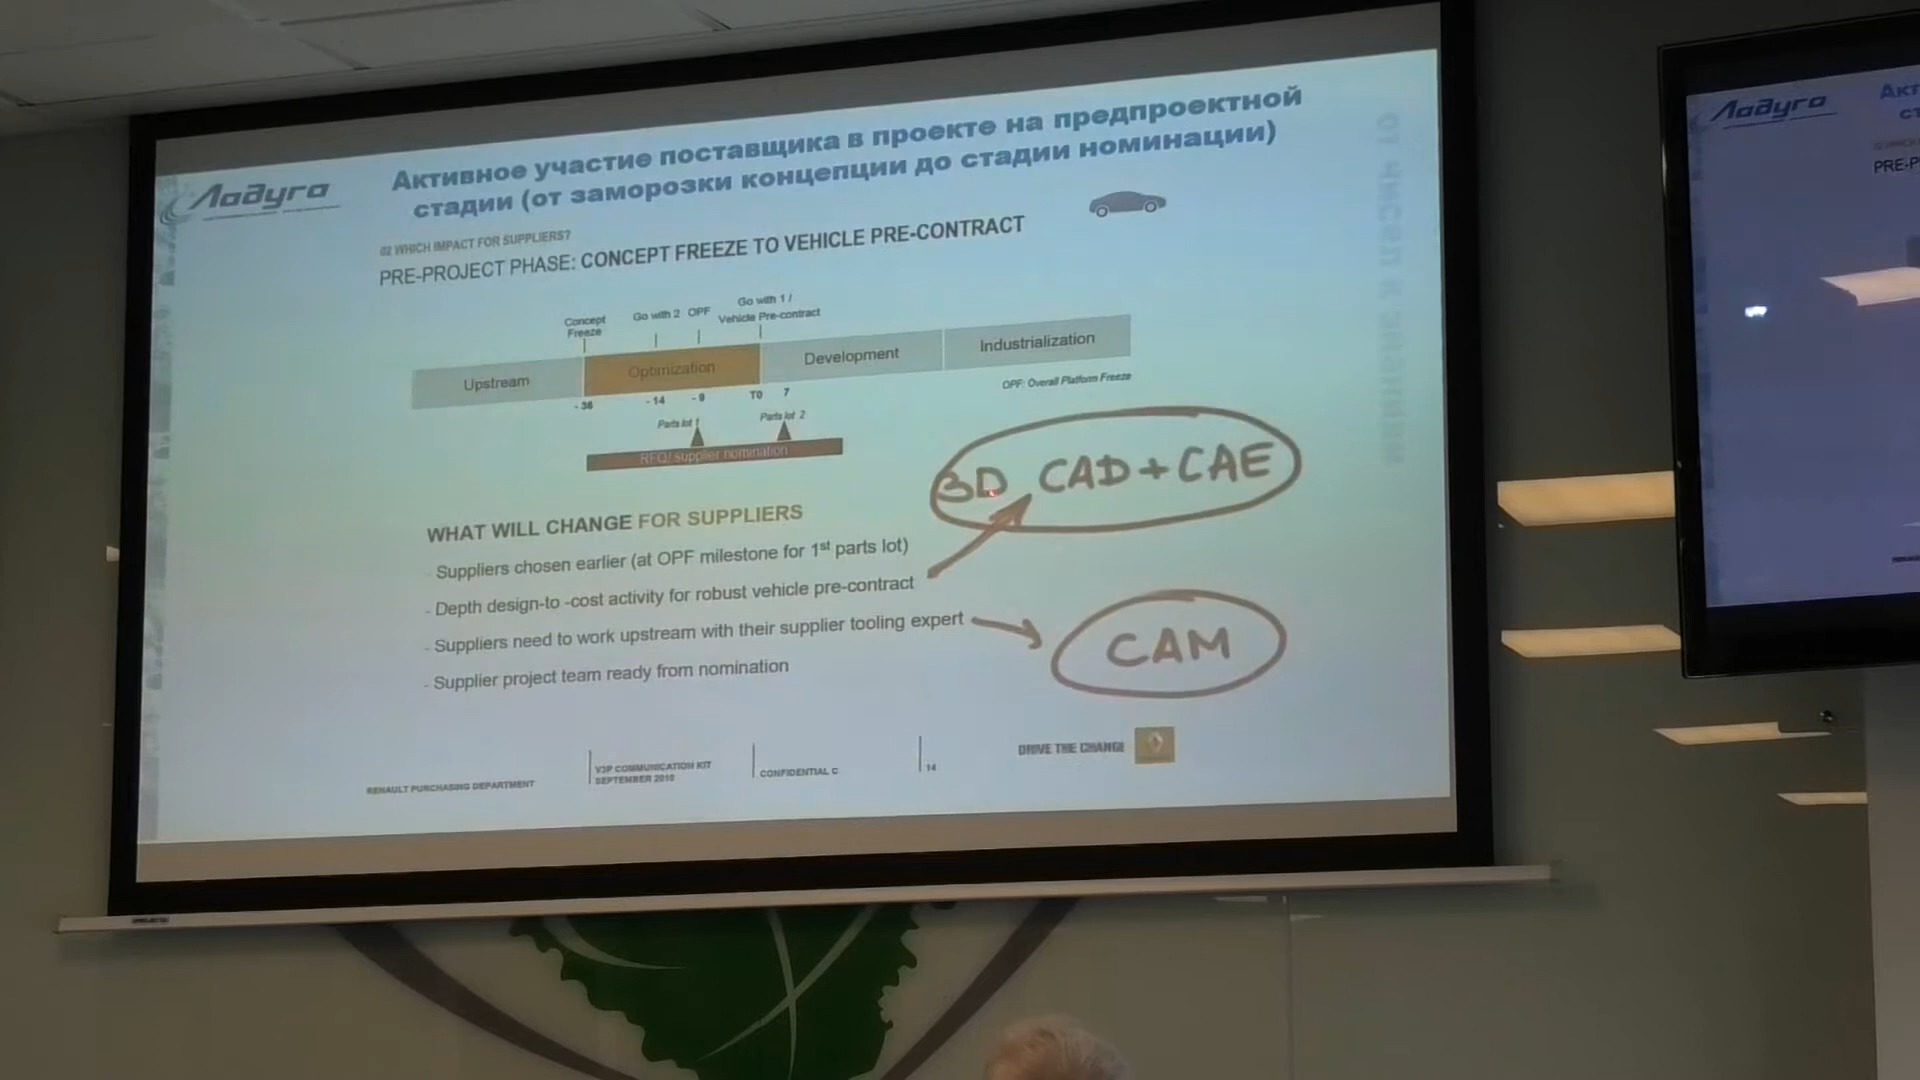 Ладуга
Активное участие поставщика в проекте на предпроектной
стадии (от заморозки концепции до стадии номинации)
02 WHICH IMPACT FOR SUPPLIERS?
PRE-PROJECT PHASE: CONCEPT FREEZE TO VEHICLE PRE-CONTRACT
Concept
Freeze
Go with 2
OPF
Go with 1 /
Vehicle Pre-contract
Upstream
Optimization
Development
Industrialization
- 36
- 14
- 9
T0
7
OPF: Overall Platform Freeze
Parts lot 1
Parts lot 2
RFQ/ supplier nomination
3D CAD+CAE
WHAT WILL CHANGE FOR SUPPLIERS
- Suppliers chosen earlier (at OPF milestone for 1st parts lot)
- Depth design-to -cost activity for robust vehicle pre-contract
- Suppliers need to work upstream with their supplier tooling expert
- Supplier project team ready from nomination
CAM
RENAULT PURCHASING DEPARTMENT
V3P COMMUNICATION KIT
SEPTEMBER 2010
CONFIDENTIAL C
14
DRIVE THE CHANGE
от чисел к знаниям
Ладуга
Акт
ст
PRE-P